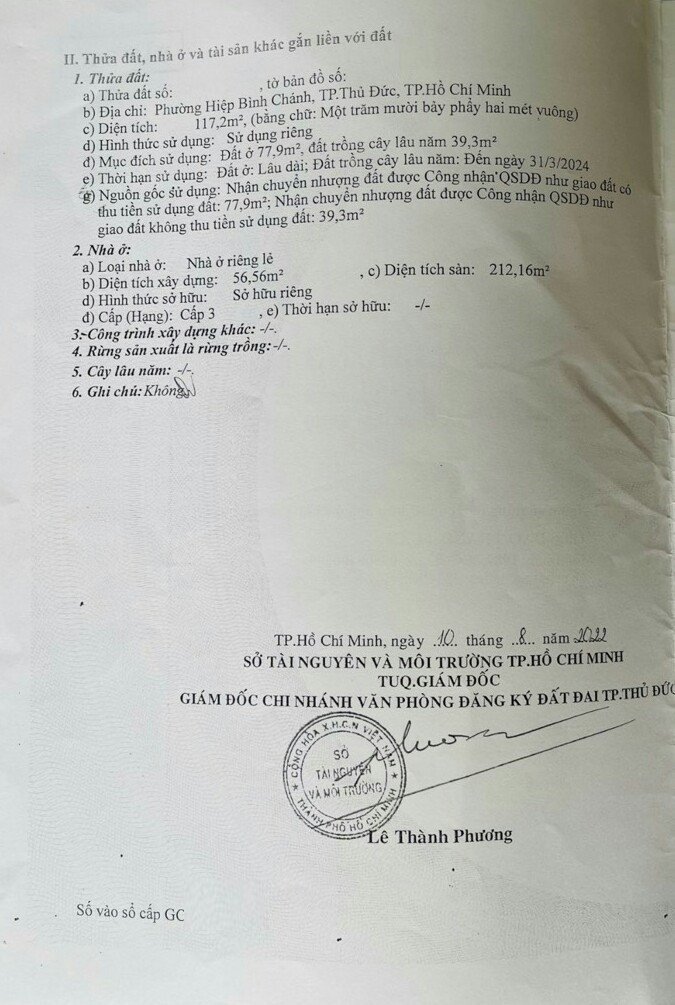 II. Thửa đất, nhà ở và tài sản khác gắn liền với đất
1. Thửa đất:
a) Thửa đất số: , tờ bản đồ số:
b) Địa chỉ: Phường Hiệp Bình Chánh, TP.Thủ Đức, TP.Hồ Chí Minh
c) Diện tích: 117,2m², (bằng chữ: Một trăm mười bảy phẩy hai mét vuông)
d) Hình thức sử dụng: Sử dụng riêng
đ) Mục đích sử dụng: Đất ở 77,9m², đất trồng cây lâu năm 39,3m²
e) Thời hạn sử dụng: Đất ở: Lâu dài; Đất trồng cây lâu năm: Đến ngày 31/3/2024
g) Nguồn gốc sử dụng: Nhận chuyển nhượng đất được Công nhận QSDĐ như giao đất có
thu tiền sử dụng đất: 77,9m²; Nhận chuyển nhượng đất được Công nhận QSDĐ như
giao đất không thu tiền sử dụng đất: 39,3m²
2. Nhà ở:
a) Loại nhà ở: Nhà ở riêng lẻ
b) Diện tích xây dựng: 56,56m² , c) Diện tích sàn: 212,16m²
d) Hình thức sở hữu: Sở hữu riêng
đ) Cấp (Hạng): Cấp 3 , e) Thời hạn sở hữu: -/-
3. Công trình xây dựng khác: -/-.
4. Rừng sản xuất là rừng trồng: -/-.
5. Cây lâu năm: -/-.
6. Ghi chú: Không
TP.Hồ Chí Minh, ngày 10 tháng 8 năm 2022
SỞ TÀI NGUYÊN VÀ MÔI TRƯỜNG TP.HỒ CHÍ MINH
TUQ.GIÁM ĐỐC
GIÁM ĐỐC CHI NHÁNH VĂN PHÒNG ĐĂNG KÝ ĐẤT ĐAI TP.THỦ ĐỨC
CỘNG HÒA X.H.C.N VIỆT NAM
SỞ
TÀI NGUYÊN
VÀ MÔI TRƯỜNG
THÀNH PHỐ HỒ CHÍ MINH
Lê Thành Phương
Số vào sổ cấp GC